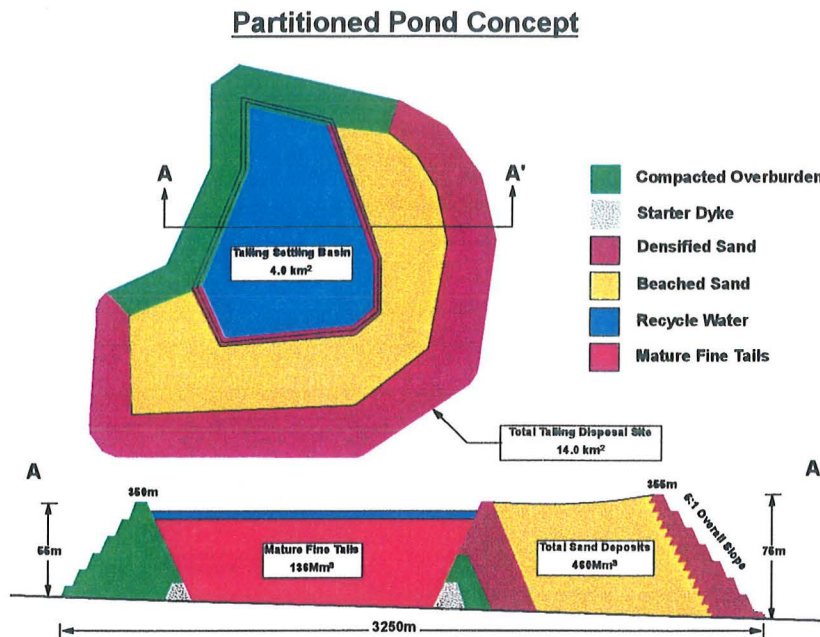 Partitioned Pond Concept
A
A'
Tailing Settling Basin
4.0 km²
Compacted Overburden
Starter Dyke
Densified Sand
Beached Sand
Recycle Water
Mature Fine Tails
Total Tailing Disposal Site
14.0 km²
A
A
350m
355m
6:1 Overall Slope
55m
Mature Fine Tails
136Mm³
Total Sand Deposits
460Mm³
75m
3250m